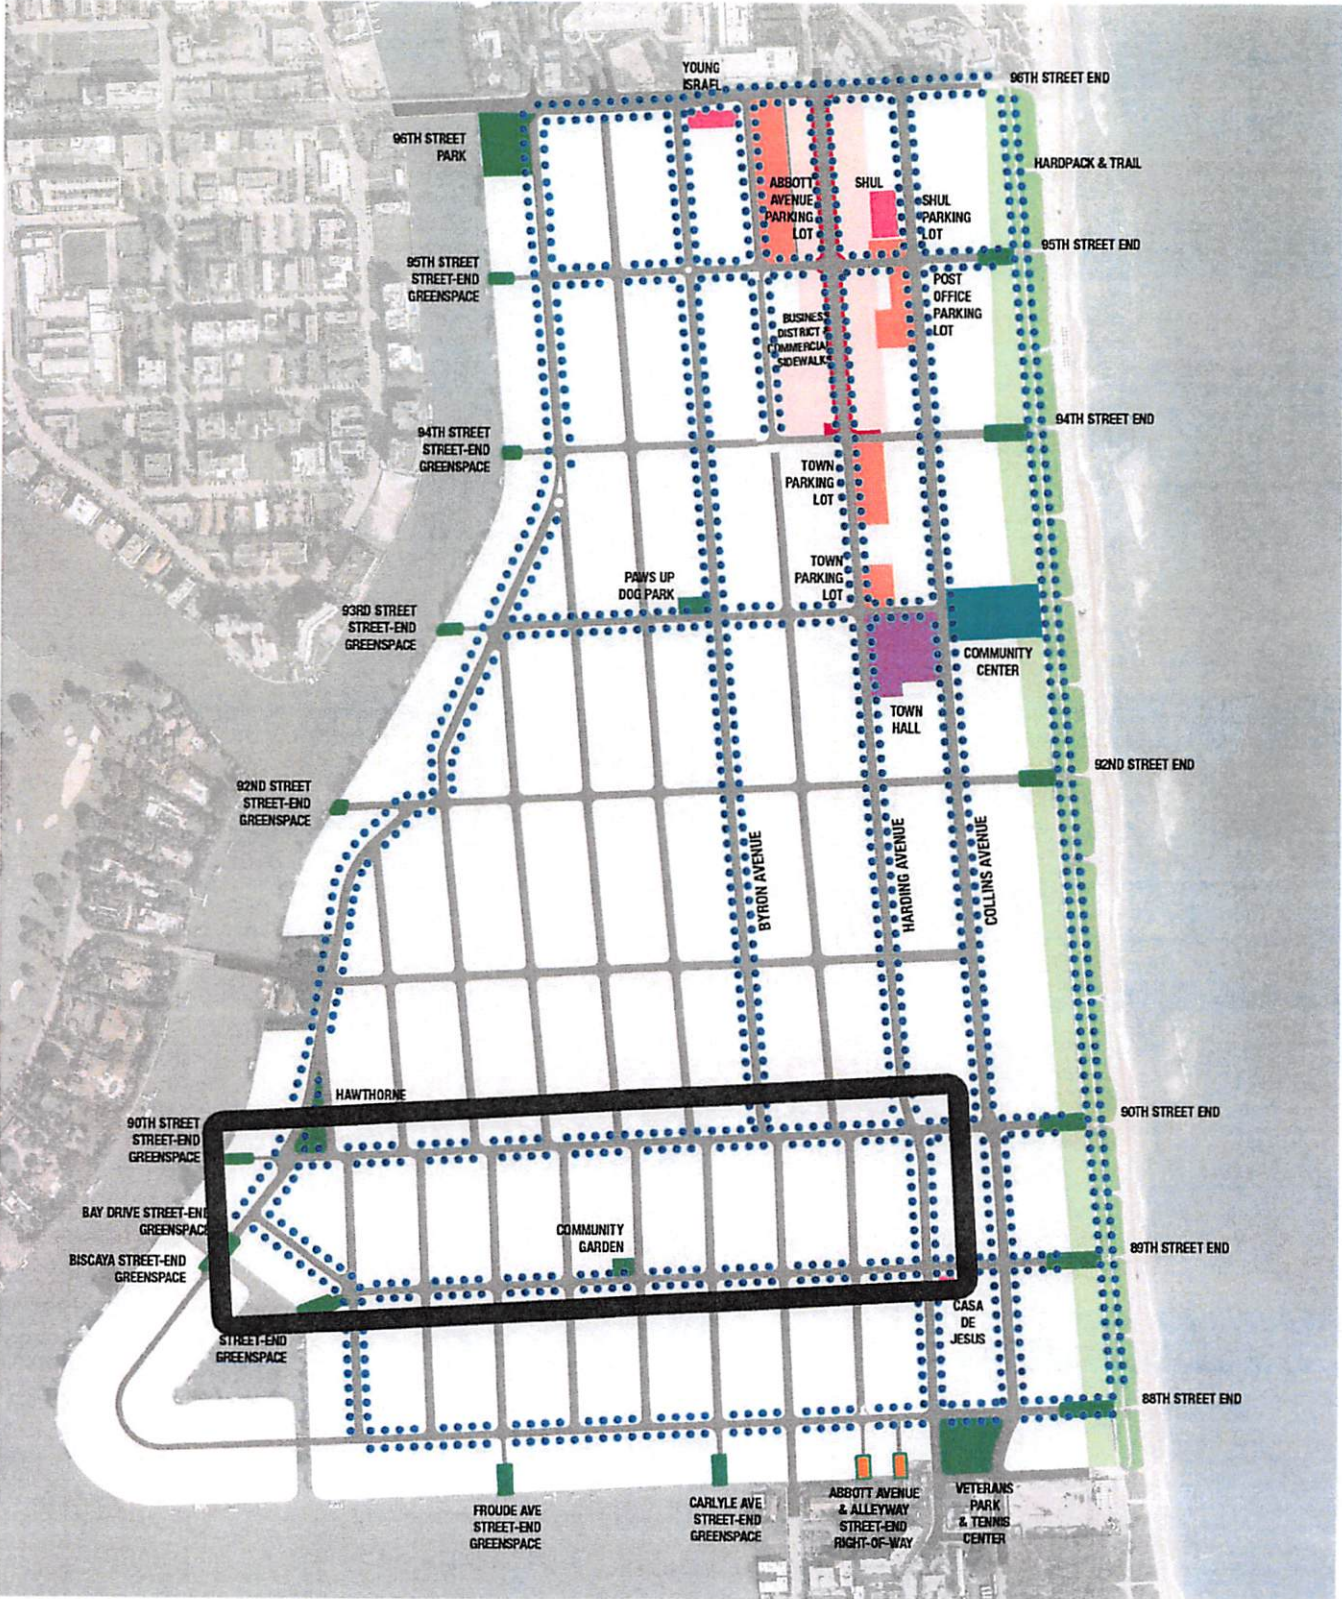 YOUNG
ISRAEL
96TH STREET END
96TH STREET
PARK
HARDPACK & TRAIL
ABBOTT
AVENUE
PARKING
LOT
SHUL
SHUL
PARKING
LOT
95TH STREET END
95TH STREET
STREET-END
GREENSPACE
POST
OFFICE
PARKING
LOT
BUSINESS
DISTRICT &
COMMERCIAL
SIDEWALKS
94TH STREET END
94TH STREET
STREET-END
GREENSPACE
TOWN
PARKING
LOT
TOWN
PARKING
LOT
PAWS UP
DOG PARK
93RD STREET
STREET-END
GREENSPACE
COMMUNITY
CENTER
TOWN
HALL
92ND STREET END
92ND STREET
STREET-END
GREENSPACE
BYRON AVENUE
HARDING AVENUE
COLLINS AVENUE
HAWTHORNE
90TH STREET END
90TH STREET
STREET-END
GREENSPACE
BAY DRIVE STREET-END
GREENSPACE
COMMUNITY
GARDEN
BISCAYA STREET-END
GREENSPACE
89TH STREET END
CASA
DE
JESUS
STREET-END
GREENSPACE
88TH STREET END
FROUDE AVE
STREET-END
GREENSPACE
CARLYLE AVE
STREET-END
GREENSPACE
ABBOTT AVENUE
& ALLEYWAY
STREET-END
RIGHT-OF-WAY
VETERANS
PARK
& TENNIS
CENTER